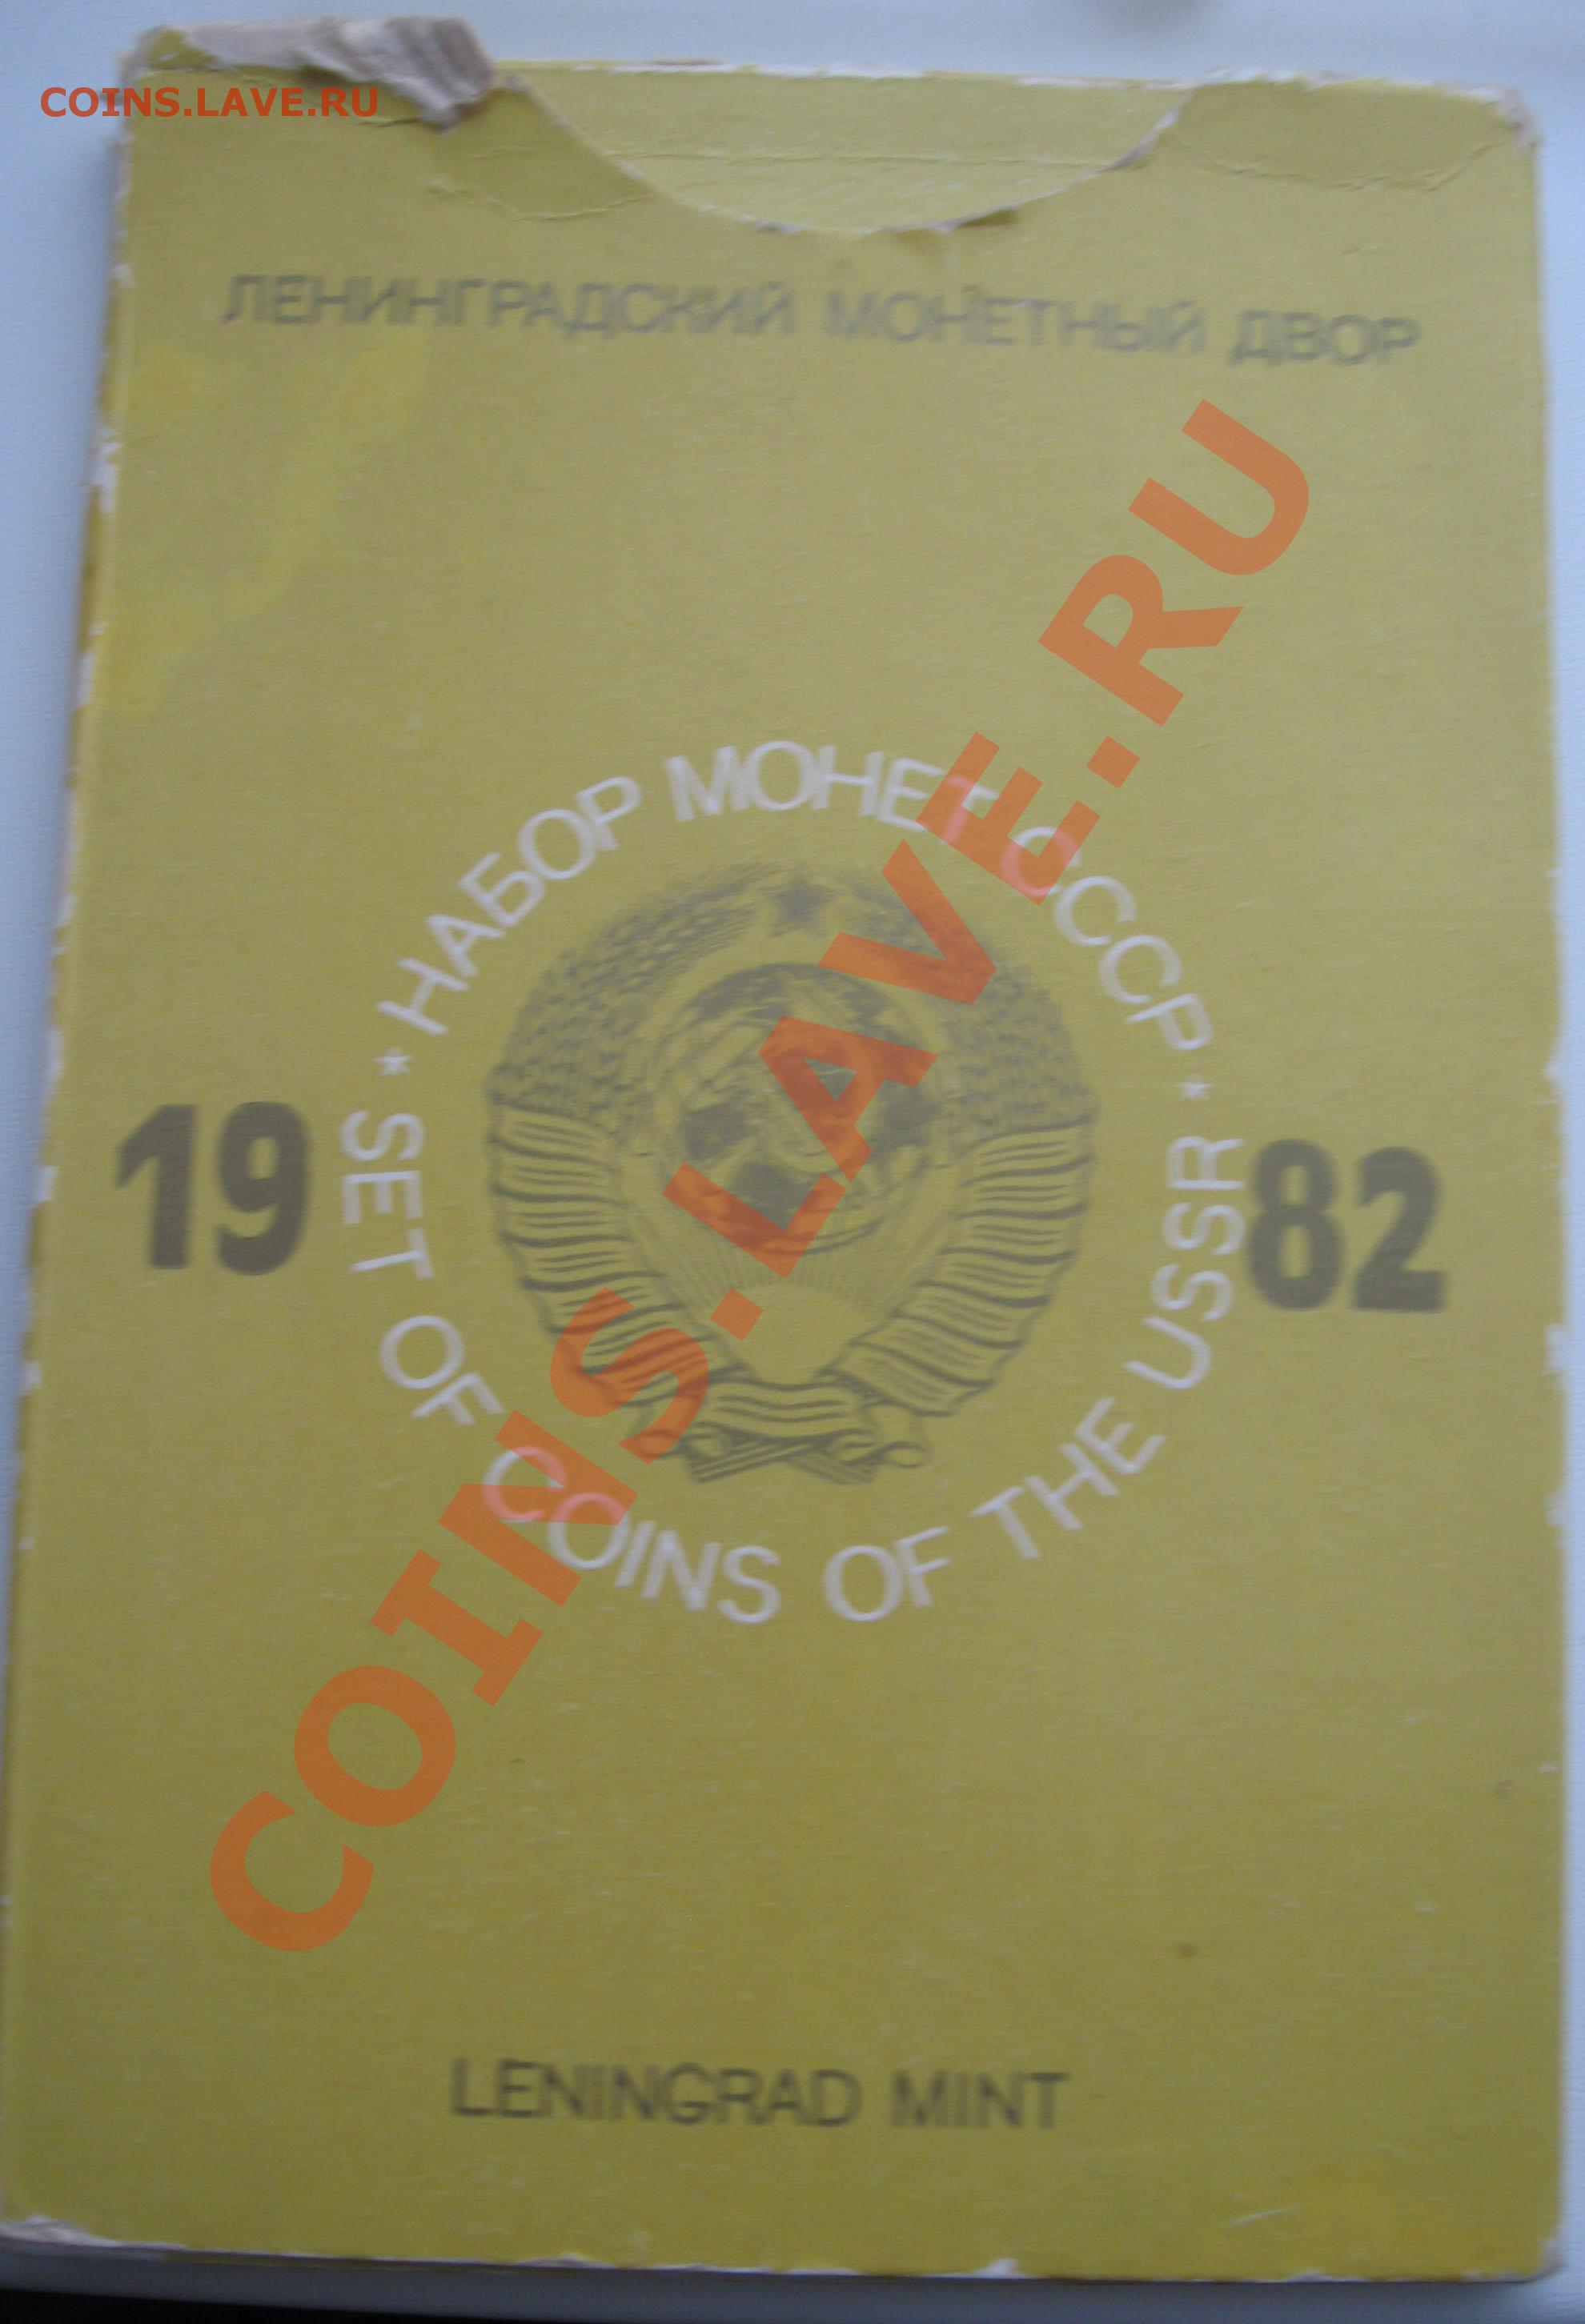 COINS.LAVE.RU
ЛЕНИНГРАДСКИЙ МОНЕТНЫЙ ДВОР
COINS.LAVE.RU
* НАБОР МОНЕТ СССР *
19 82
SET OF COINS OF THE USSR
LENINGRAD MINT